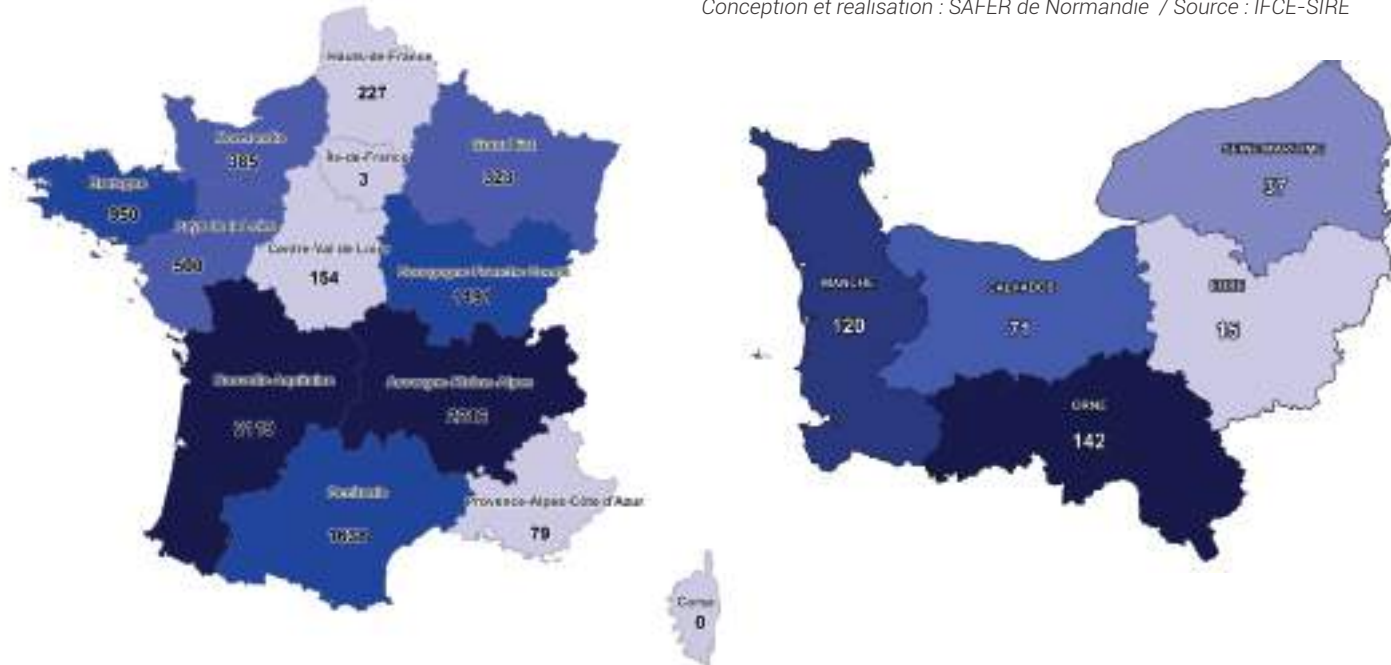 Conception et réalisation : SAFER de Normandie / Source : IFCE-SIRE
Hauts-de-France
227
Normandie
385
Île-de-France
3
Grand Est
323
Bretagne
950
Pays de la Loire
500
Centre-Val de Loire
154
Bourgogne-Franche-Comté
Nouvelle-Aquitaine
Auvergne-Rhône-Alpes
Occitanie
Provence-Alpes-Côte d'Azur
79
Corse
0
SEINE-MARITIME
37
MANCHE
120
CALVADOS
71
EURE
15
ORNE
142